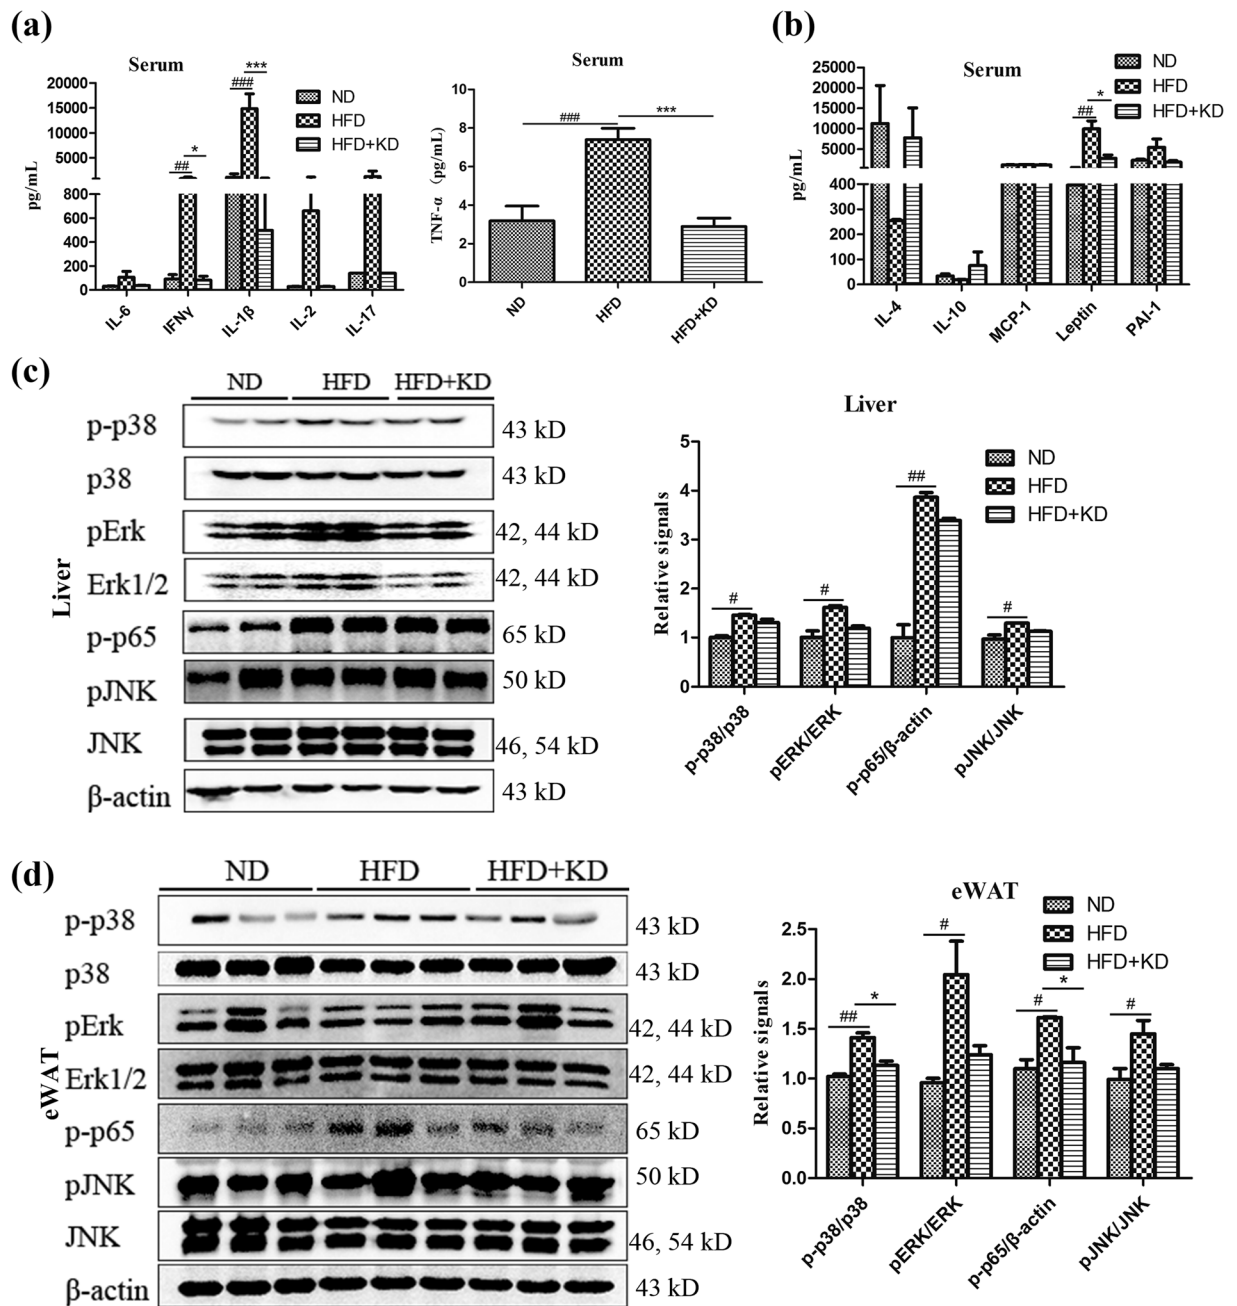 (a)
Serum
20000
15000
10000
5000
800
600
400
200
0
pg/mL
###
***
##
*
ND
HFD
HFD+KD
IL-6
IFNγ
IL-1β
IL-2
IL-17
Serum
10
8
6
4
2
0
TNF-α (pg/mL)
###
***
ND
HFD
HFD+KD
(b)
Serum
25000
20000
15000
10000
5000
400
300
200
100
0
pg/mL
##
*
ND
HFD
HFD+KD
IL-4
IL-10
MCP-1
Leptin
PAI-1
(c)
ND HFD HFD+KD
Liver
p-p38 43 kD
p38 43 kD
pErk 42, 44 kD
Erk1/2 42, 44 kD
p-p65 65 kD
pJNK 50 kD
JNK 46, 54 kD
β-actin 43 kD
Liver
5
4
3
2
1
0
Relative signals
#
#
##
#
ND
HFD
HFD+KD
p-p38/p38
pERK/ERK
p-p65/β-actin
pJNK/JNK
(d)
ND HFD HFD+KD
eWAT
p-p38 43 kD
p38 43 kD
pErk 42, 44 kD
Erk1/2 42, 44 kD
p-p65 65 kD
pJNK 50 kD
JNK 46, 54 kD
β-actin 43 kD
eWAT
2.5
2.0
1.5
1.0
0.5
0.0
Relative signals
##
*
#
#
*
#
ND
HFD
HFD+KD
p-p38/p38
pERK/ERK
p-p65/β-actin
pJNK/JNK